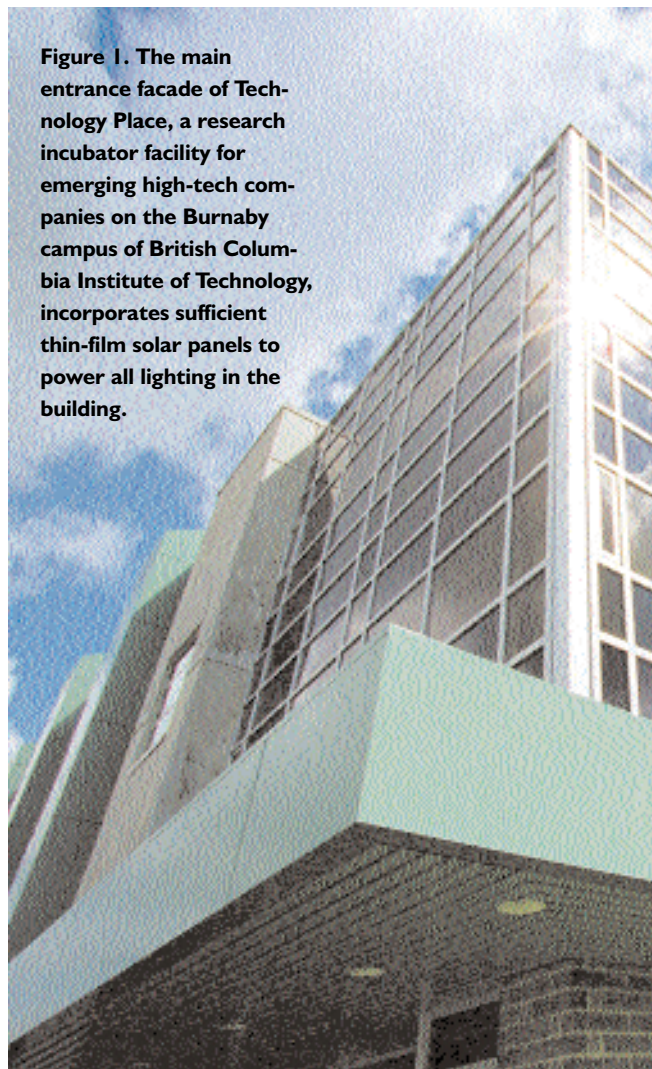 Figure 1. The main
entrance facade of Tech-
nology Place, a research
incubator facility for
emerging high-tech com-
panies on the Burnaby
campus of British Colum-
bia Institute of Technology,
incorporates sufficient
thin-film solar panels to
power all lighting in the
building.